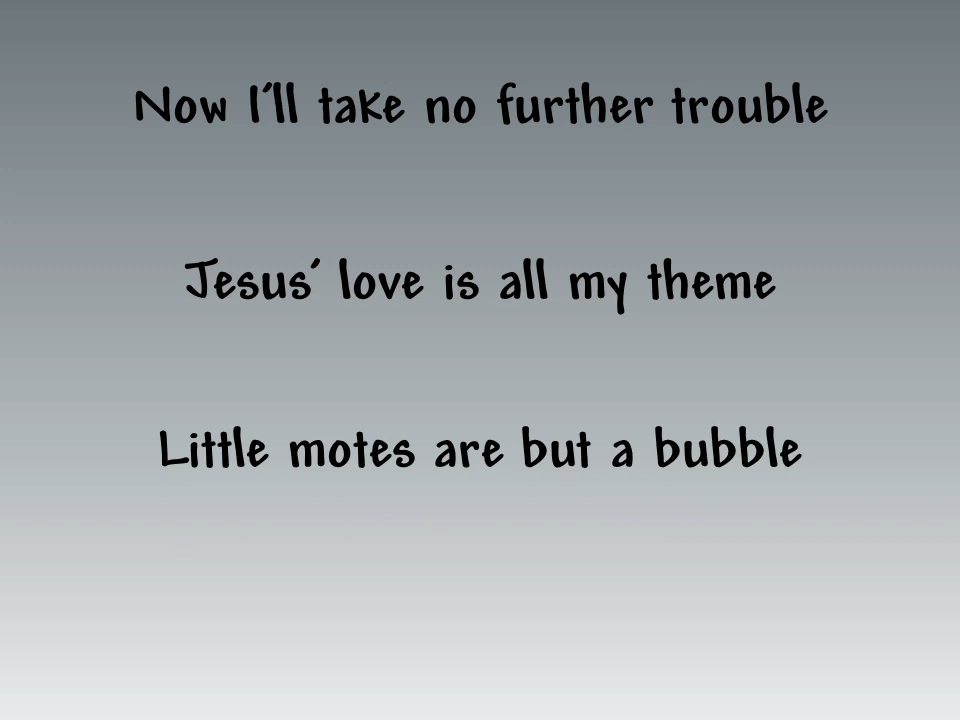 Now I'll take no further trouble
Jesus' love is all my theme
Little motes are but a bubble